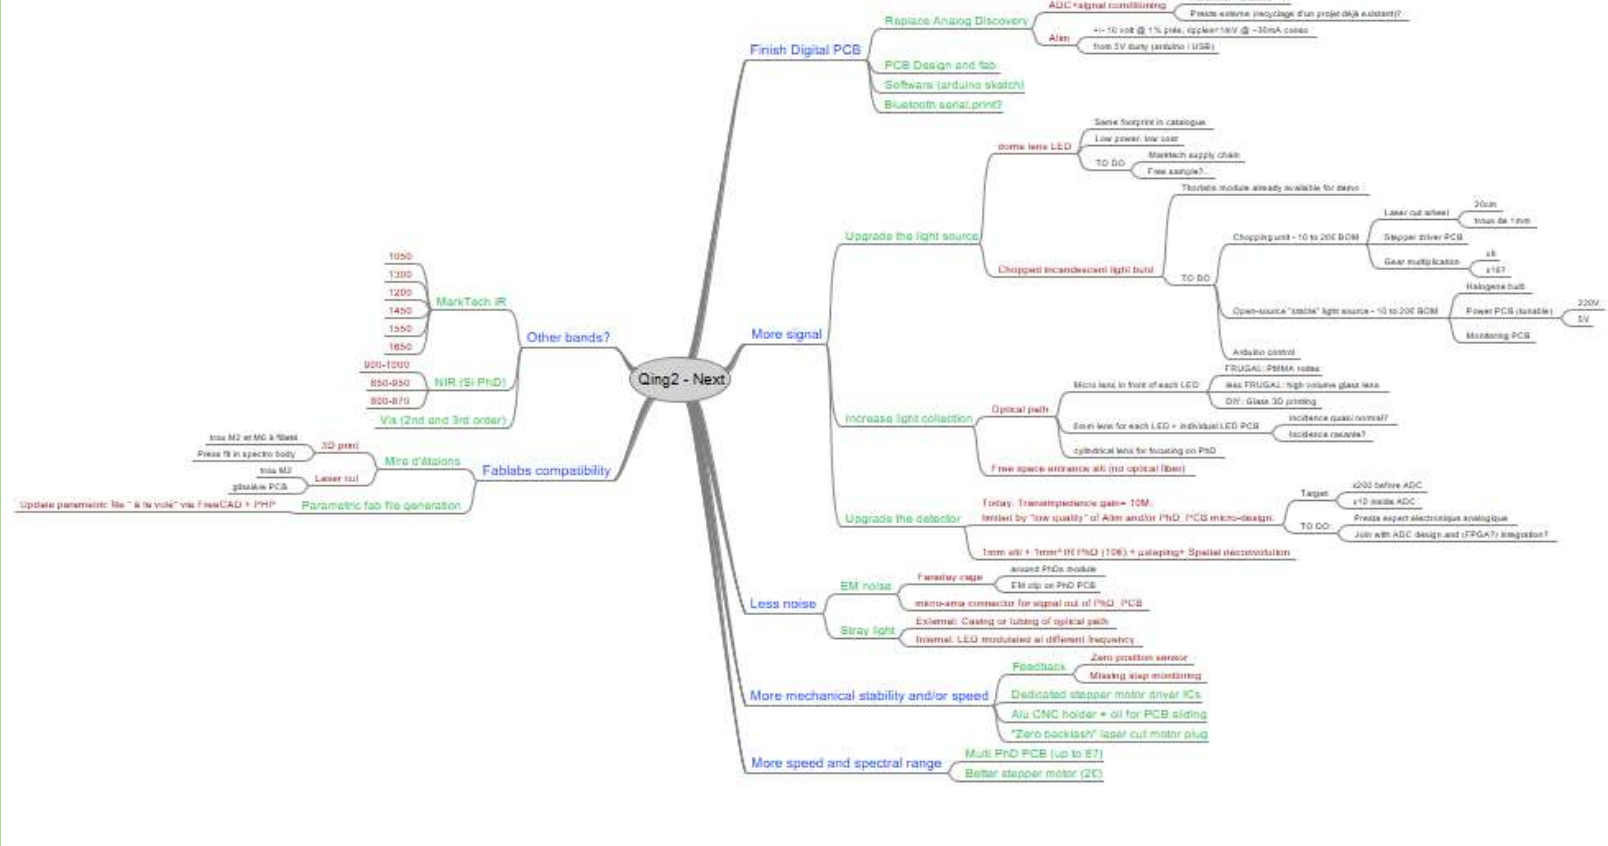 ADC+signal conditioning
Presta externe (recyclage d'un projet déjà existant)?
Replace Analog Discovery
Alim
+/- 10 volt @ 1% près, ripple<1mV @ ~30mA conso
from 5V dirty (arduino / USB)
Finish Digital PCB
PCB Design and fab
Software (arduino sketch)
Bluetooth serial.print?
Same footprint in catalogue
Low power, low cost
dome lens LED
TO DO
Marktech supply chain
Free sample?..
Thorlabs module already available for demo
Upgrade the light source
Chopped incandescent light bulb
TO DO
Chopping unit - 10 to 20€ BOM
Laser cut wheel
20cm
trous de 1mm
Stepper driver PCB
Gear multiplication
x8
x16?
Open-source "stable" light source - 10 to 20€ BOM
Halogene bulb
Power PCB (tunable)
220V
5V
Monitoring PCB
Arduino control
More signal
Increase light collection
Optical path
Micro lens in front of each LED
FRUGAL: PMMA rodes
less FRUGAL: high volume glass lens
DIY: Glass 3D printing
lens for each LED + individual LED PCB
Incidence quasi normal?
Incidence rasante?
cylindrical lens for focusing on PhD
Free space entrance slit (no optical fiber)
Upgrade the detector
Today: Transimpedance gain= 10M.
limited by "low quality" of Alim and/or PhD_PCB micro-design.
Target
x200 before ADC
x10 inside ADC
TO DO:
Presta expert électronique analogique
Join with ADC design and (FPGA?) integration?
1mm slit + 1mm² IR PhD (10€) + µsteping+ Spatial deconvolution
Less noise
EM noise
Faraday cage
around PhDs module
EM clip on PhD PCB
micro-sma connector for signal out of PhD_PCB
Stray light
External: Casing or tubing of optical path
Internal: LED modulated at different frequency
More mechanical stability and/or speed
Feedback
Zero position sensor
Missing step monitoring
Dedicated stepper motor driver ICs
Alu CNC holder + oil for PCB sliding
"Zero backlash" laser cut motor plug
More speed and spectral range
Multi PhD PCB (up to 8?)
Better stepper motor (2€)
Qing2 - Next
Other bands?
MarkTech IR
1050
1300
1200
1450
1550
1650
NIR (Si PhD)
900-1000
850-950
800-870
Vis (2nd and 3rd order)
Fablabs compatibility
Mire d'étalons
3D print
trou M2 et M6 à fileté
Press fit in spectro body
Laser cut
trou M2
glissière PCB
Parametric fab file generation
Update parametric file " à la volé" via FreeCAD + PHP